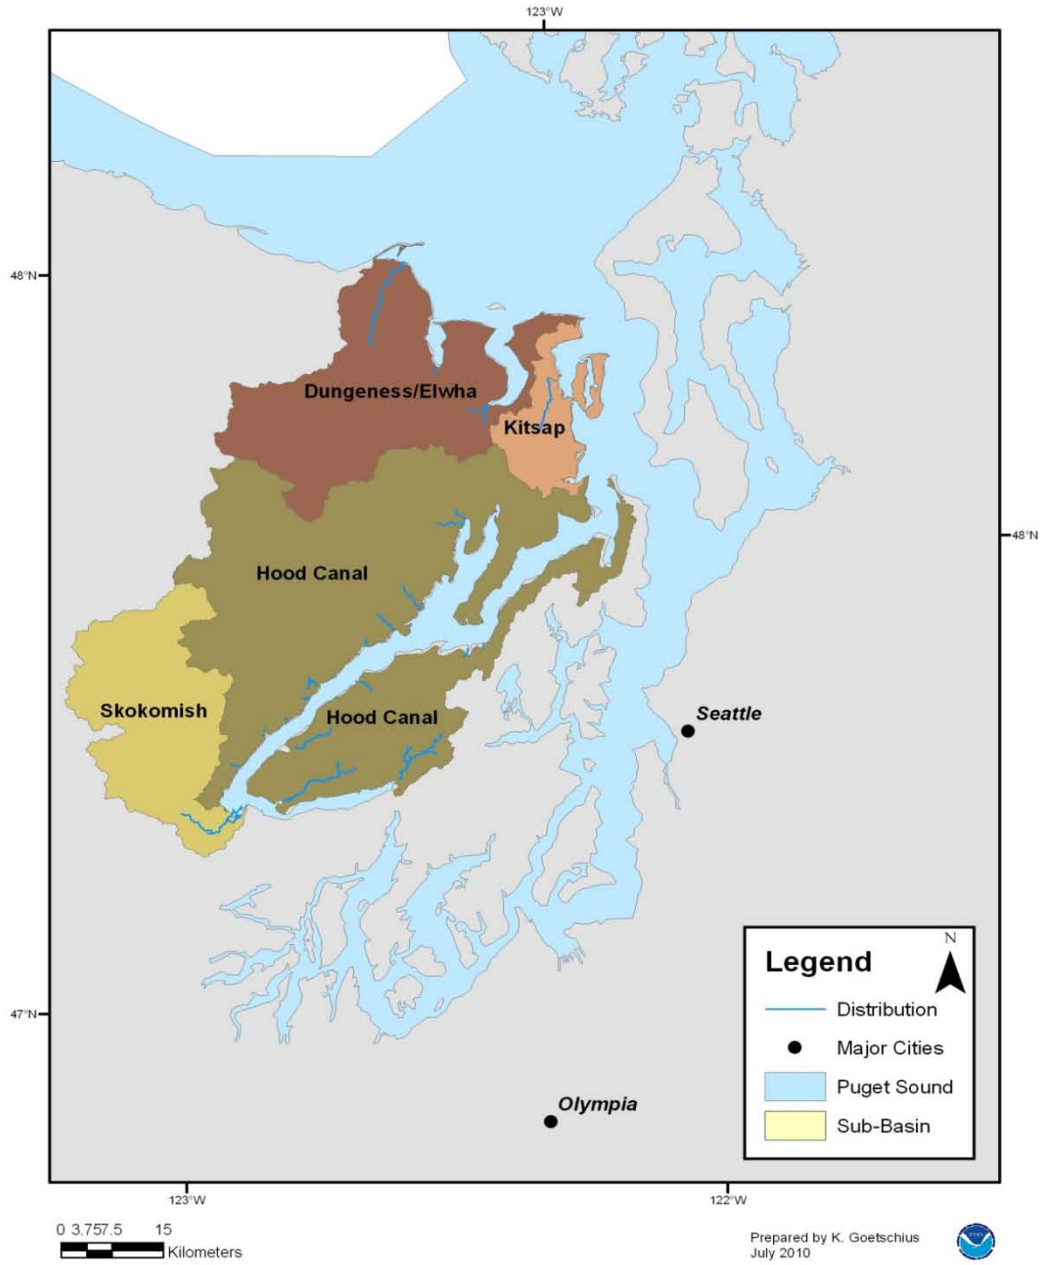 123°W
48°N
Dungeness/Elwha
Kitsap
48°N
Hood Canal
Skokomish
Hood Canal
Seattle
47°N
Olympia
Legend
N
Distribution
Major Cities
Puget Sound
Sub-Basin
123°W
122°W
0 3.757.5 15
Kilometers
Prepared by K. Goetschius
July 2010